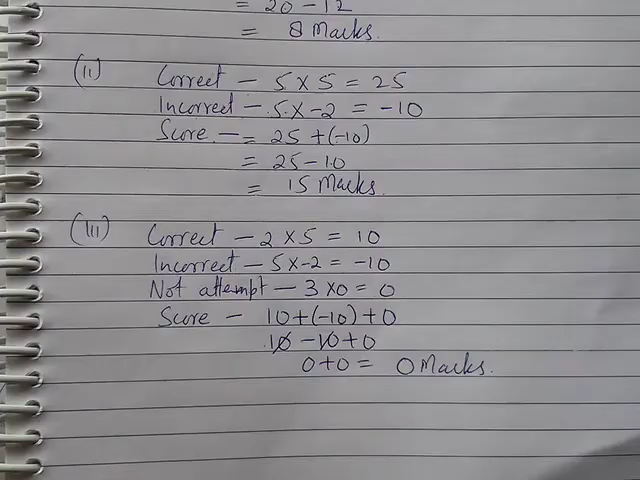 = 20 - 12
= 8 Marks.
(ii) Correct - 5 x 5 = 25
Incorrect - 5 x -2 = -10
Score. - = 25 + (-10)
= 25 - 10
= 15 Marks.
(iii) Correct - 2 x 5 = 10
Incorrect - 5 x -2 = -10
Not attempt - 3 x 0 = 0
Score - 10 + (-10) + 0
10 - 10 + 0
0 + 0 = 0 Marks.